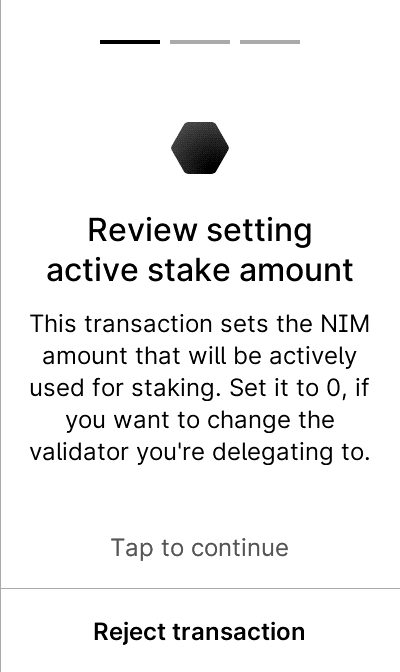 Review setting
active stake amount
This transaction sets the NIM
amount that will be actively
used for staking. Set it to 0, if
you want to change the
validator you're delegating to.
Tap to continue
Reject transaction